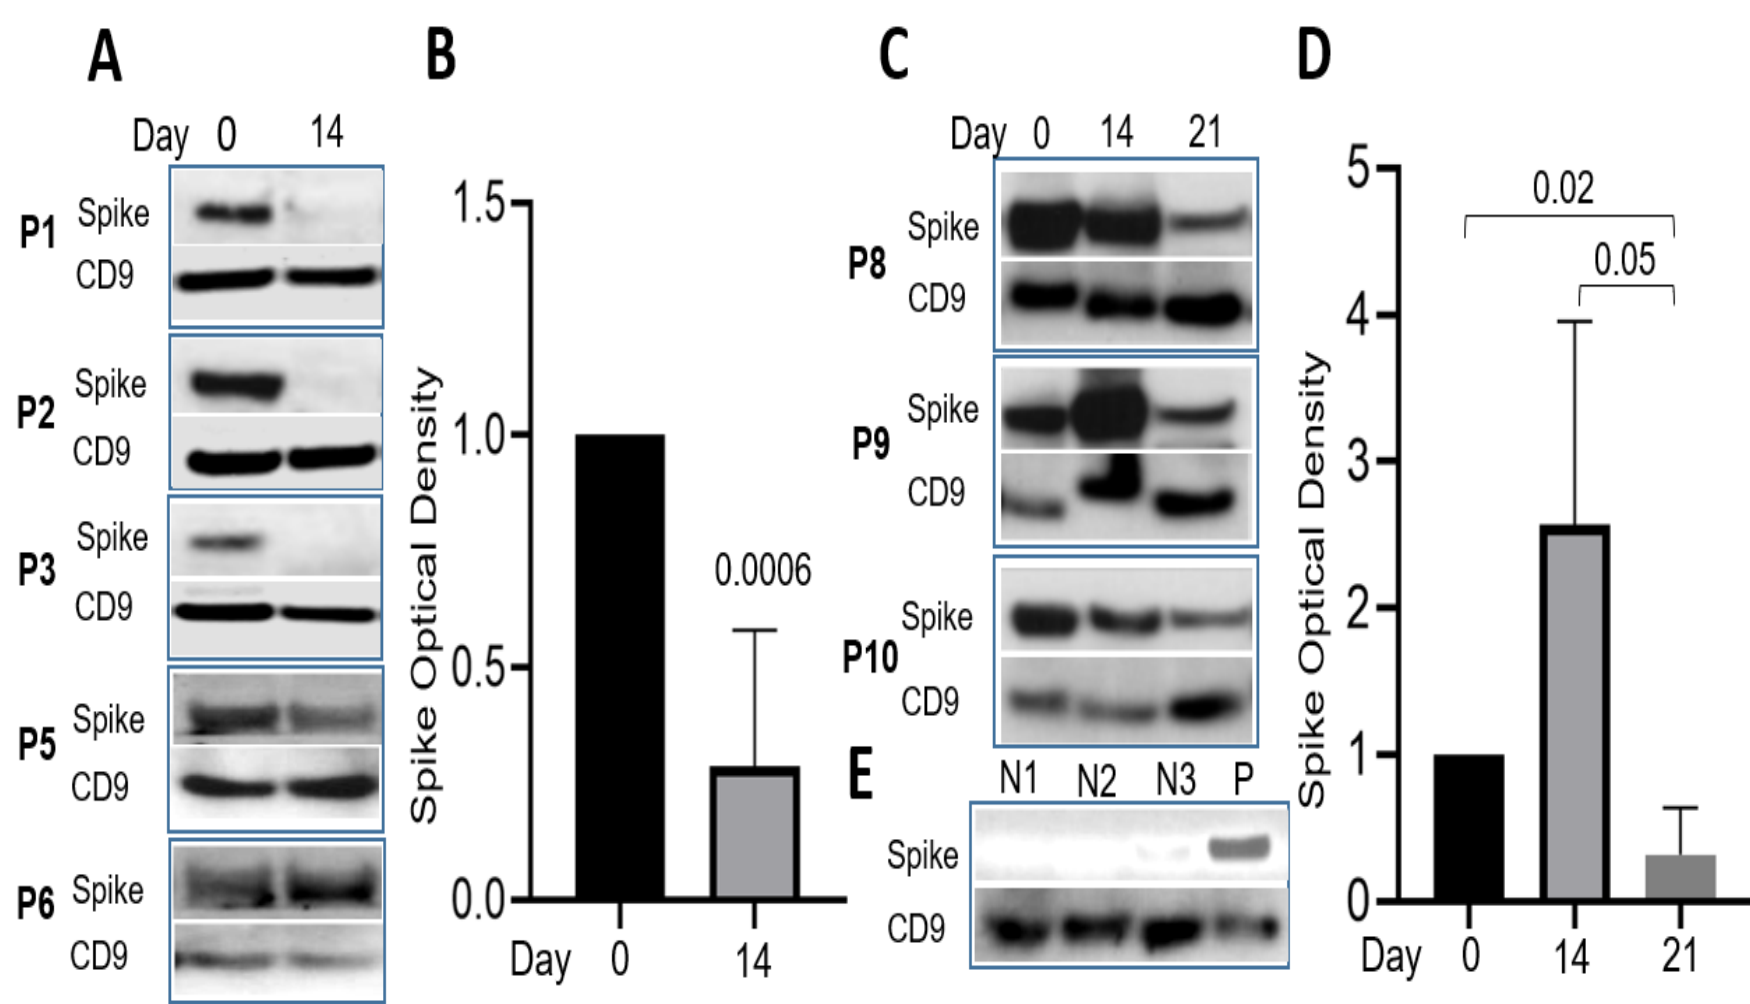 A
Day 0 14
P1
Spike
CD9
P2
Spike
CD9
P3
Spike
CD9
P5
Spike
CD9
P6
Spike
CD9
B
Spike Optical Density
1.5
1.0
0.5
0.0
0.0006
Day 0 14
C
Day 0 14 21
P8
Spike
CD9
P9
Spike
CD9
P10
Spike
CD9
D
Spike Optical Density
5
4
3
2
1
0
0.02
0.05
Day 0 14 21
E
N1 N2 N3 P
Spike
CD9